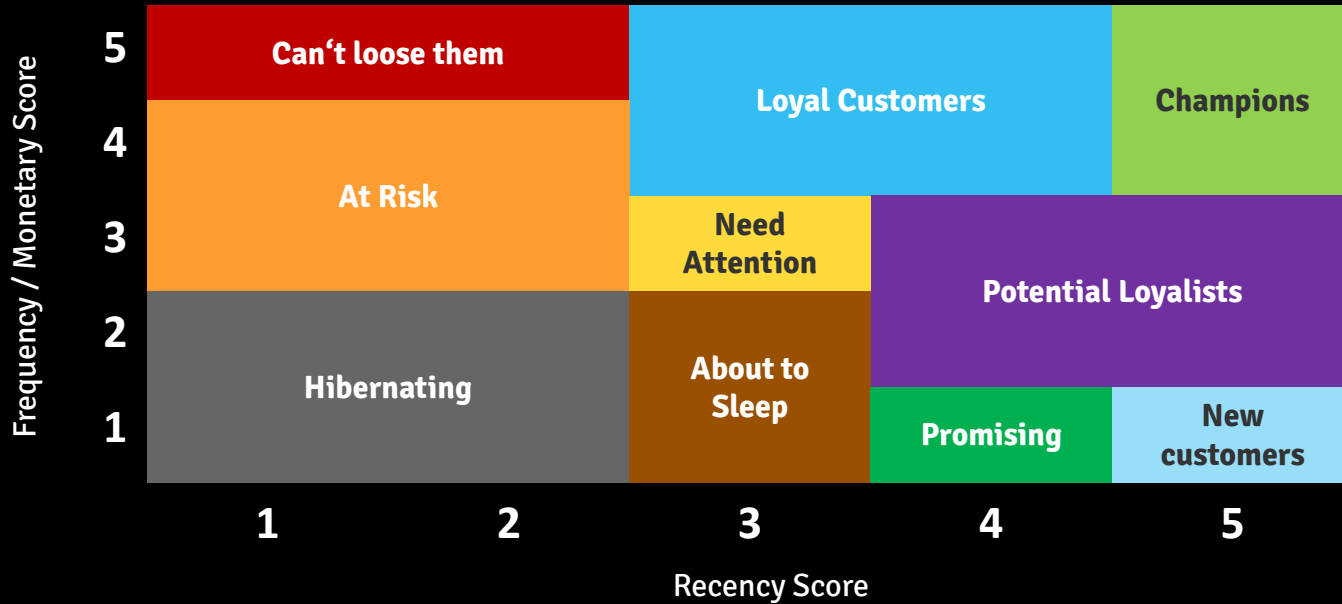 Frequency / Monetary Score
5
Can‘t loose them
Loyal Customers
Champions
4
At Risk
3
Need
Attention
Potential Loyalists
2
Hibernating
About to
Sleep
1
Promising
New
customers
1 2 3 4 5
Recency Score